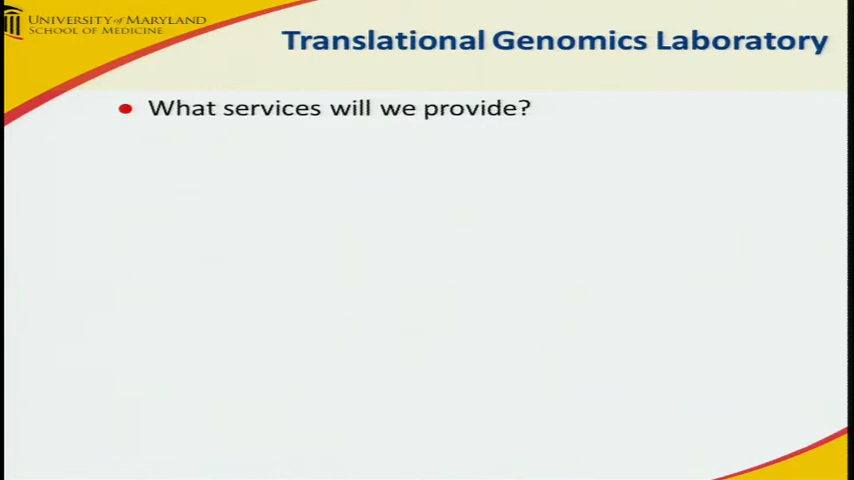 UNIVERSITY of MARYLAND
SCHOOL OF MEDICINE
Translational Genomics Laboratory
What services will we provide?